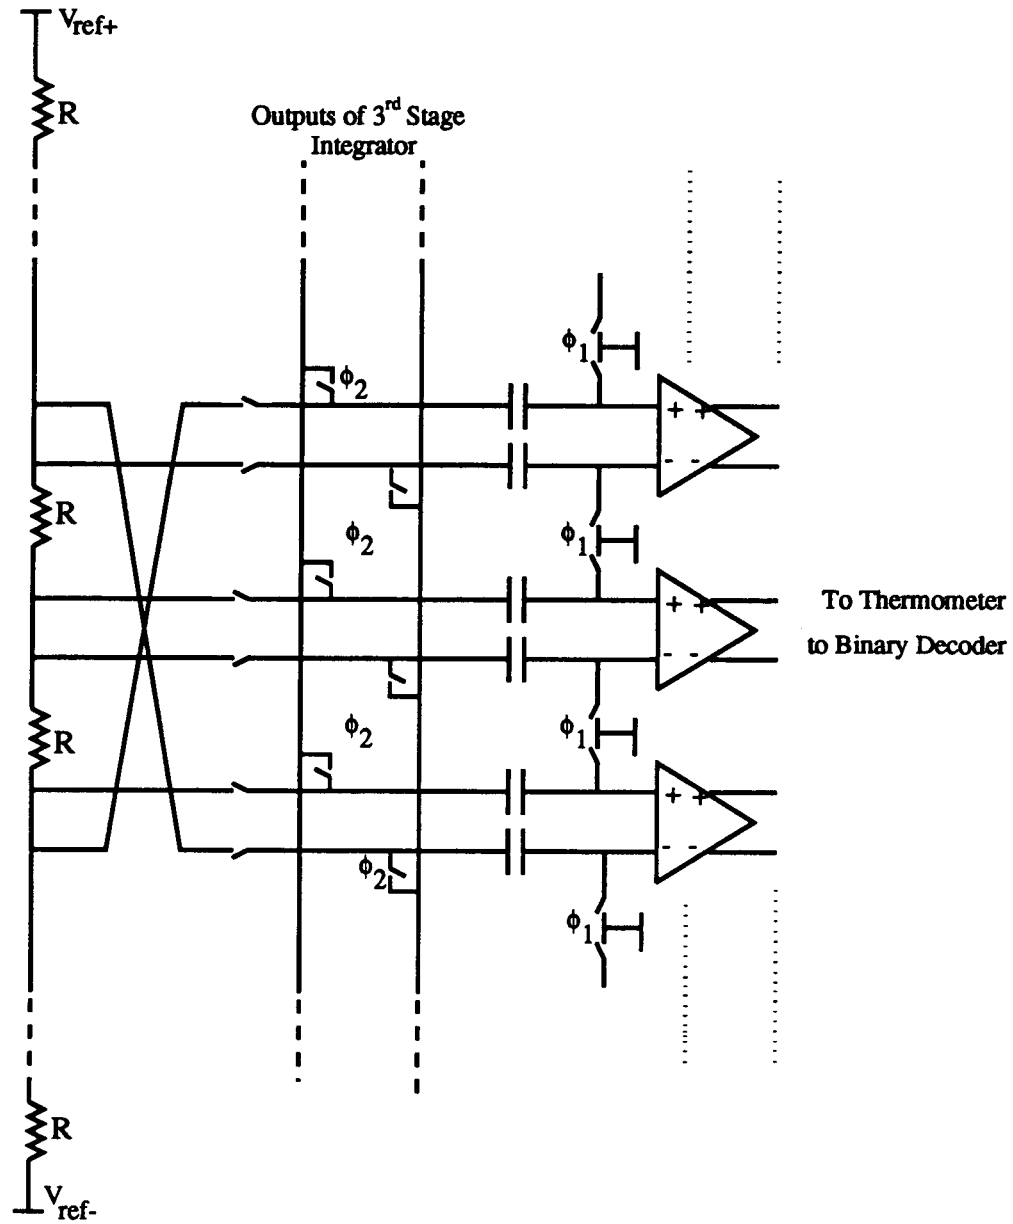 Vref+
R
Outputs of 3rd Stage
Integrator
ϕ1
ϕ2
+ +
- -
R
ϕ2
ϕ1
+ +
- -
To Thermometer
to Binary Decoder
R
ϕ2
ϕ1
+ +
- -
ϕ2
ϕ1
R
Vref-